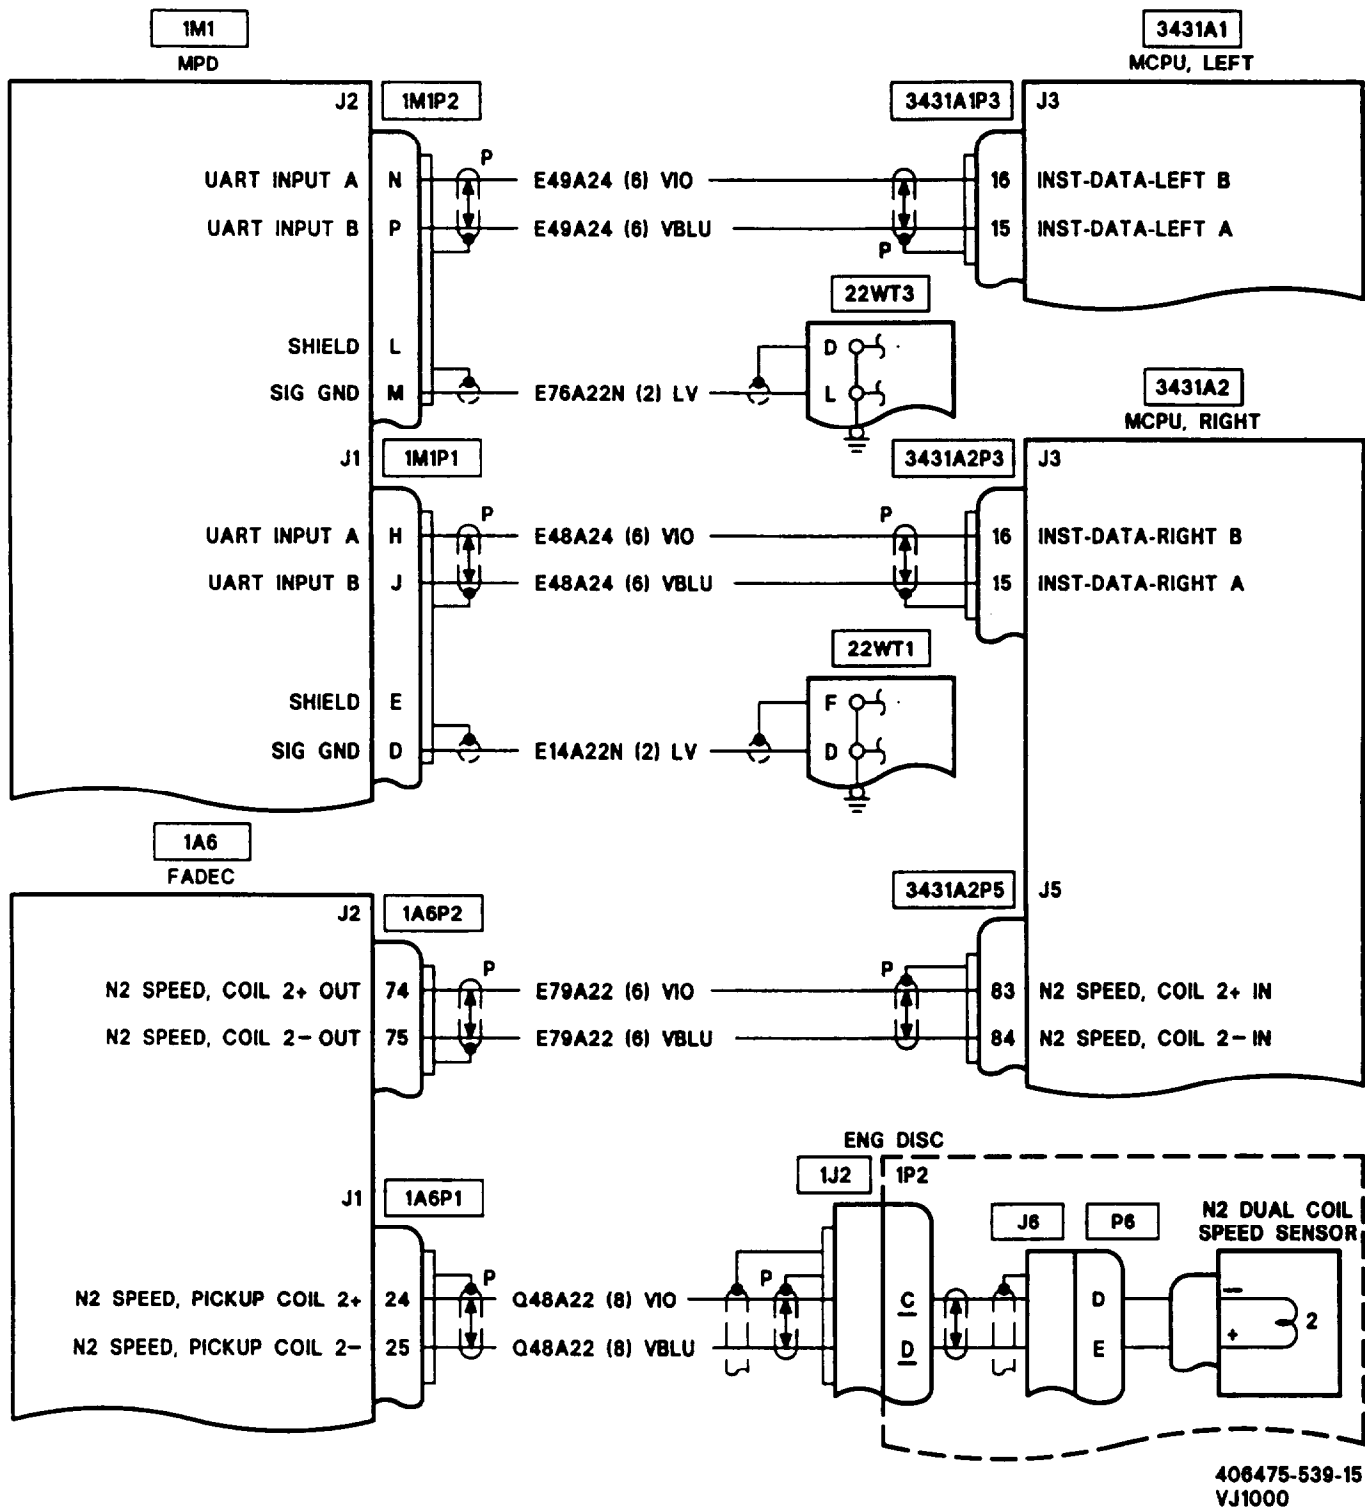 1M1
MPD
3431A1
MCPU, LEFT
J2
1M1P2
3431A1P3
J3
P
UART INPUT A N E49A24 (6) VIO 16 INST-DATA-LEFT B
UART INPUT B P E49A24 (6) VBLU 15 INST-DATA-LEFT A
P
22WT3
SHIELD L D
SIG GND M E76A22N (2) LV L
3431A2
MCPU, RIGHT
J1
1M1P1
3431A2P3
J3
P P
UART INPUT A H E48A24 (6) VIO 16 INST-DATA-RIGHT B
UART INPUT B J E48A24 (6) VBLU 15 INST-DATA-RIGHT A
22WT1
SHIELD E F
SIG GND D E14A22N (2) LV D
1A6
FADEC
J2
1A6P2
3431A2P5
J5
P P
N2 SPEED, COIL 2+ OUT 74 E79A22 (6) VIO 83 N2 SPEED, COIL 2+ IN
N2 SPEED, COIL 2- OUT 75 E79A22 (6) VBLU 84 N2 SPEED, COIL 2- IN
ENG DISC
J1
1A6P1
1J2
1P2
J6
P6
N2 DUAL COIL
SPEED SENSOR
P P
N2 SPEED, PICKUP COIL 2+ 24 Q48A22 (8) VIO C D - 2
N2 SPEED, PICKUP COIL 2- 25 Q48A22 (8) VBLU D E +
406475-539-15
VJ1000